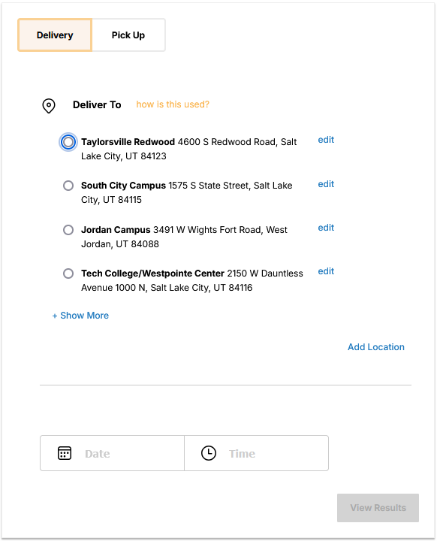 Delivery
Pick Up
Deliver To how is this used?
Taylorsville Redwood 4600 S Redwood Road, Salt edit
Lake City, UT 84123
South City Campus 1575 S State Street, Salt Lake edit
City, UT 84115
Jordan Campus 3491 W Wights Fort Road, West edit
Jordan, UT 84088
Tech College/Westpointe Center 2150 W Dauntless edit
Avenue 1000 N, Salt Lake City, UT 84116
+ Show More
Add Location
Date
Time
View Results